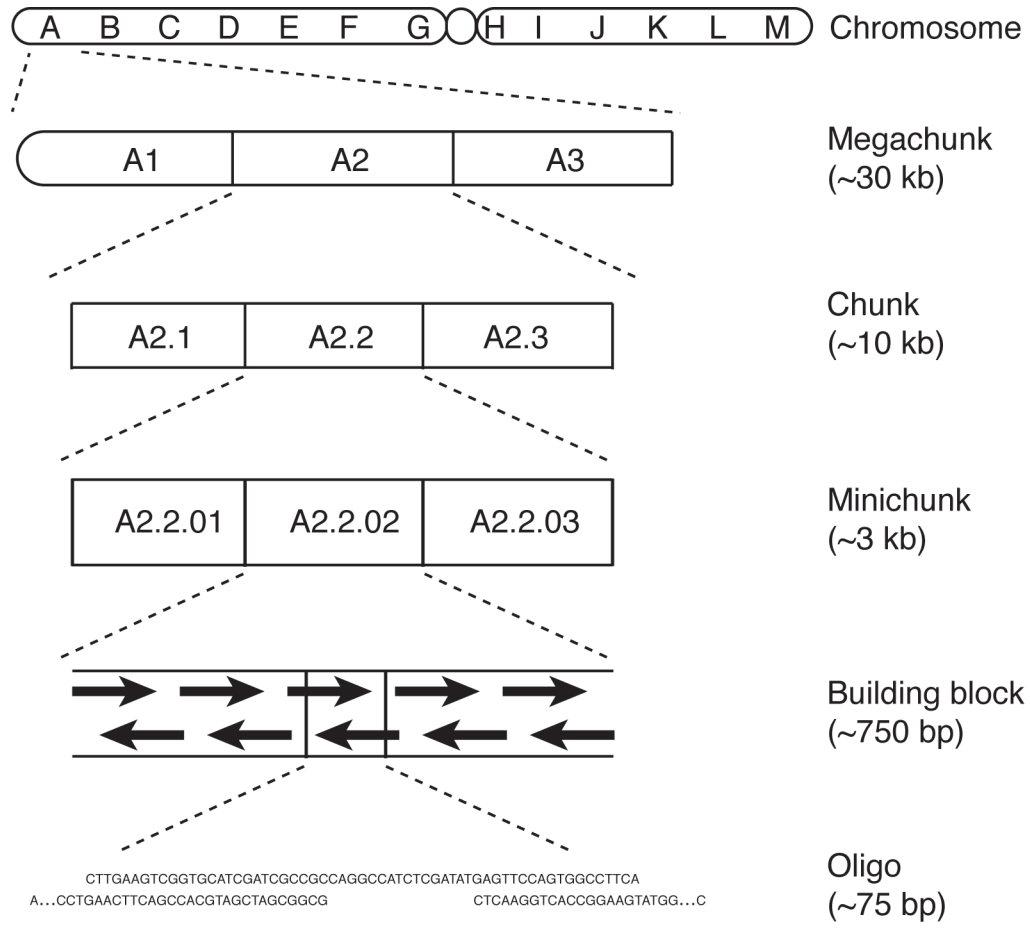 A B C D E F G H I J K L M Chromosome
A1 A2 A3
Megachunk
(~30 kb)
A2.1 A2.2 A2.3
Chunk
(~10 kb)
A2.2.01 A2.2.02 A2.2.03
Minichunk
(~3 kb)
Building block
(~750 bp)
CTTGAAGTCGGTGCATCGATCGCCGCCAGGCCATCTCGATATGAGTTCCAGTGGCCTTCA
A...CCTGAACTTCAGCCACGTAGCTAGCGGCG CTCAAGGTCACCGGAAGTATGG...C
Oligo
(~75 bp)